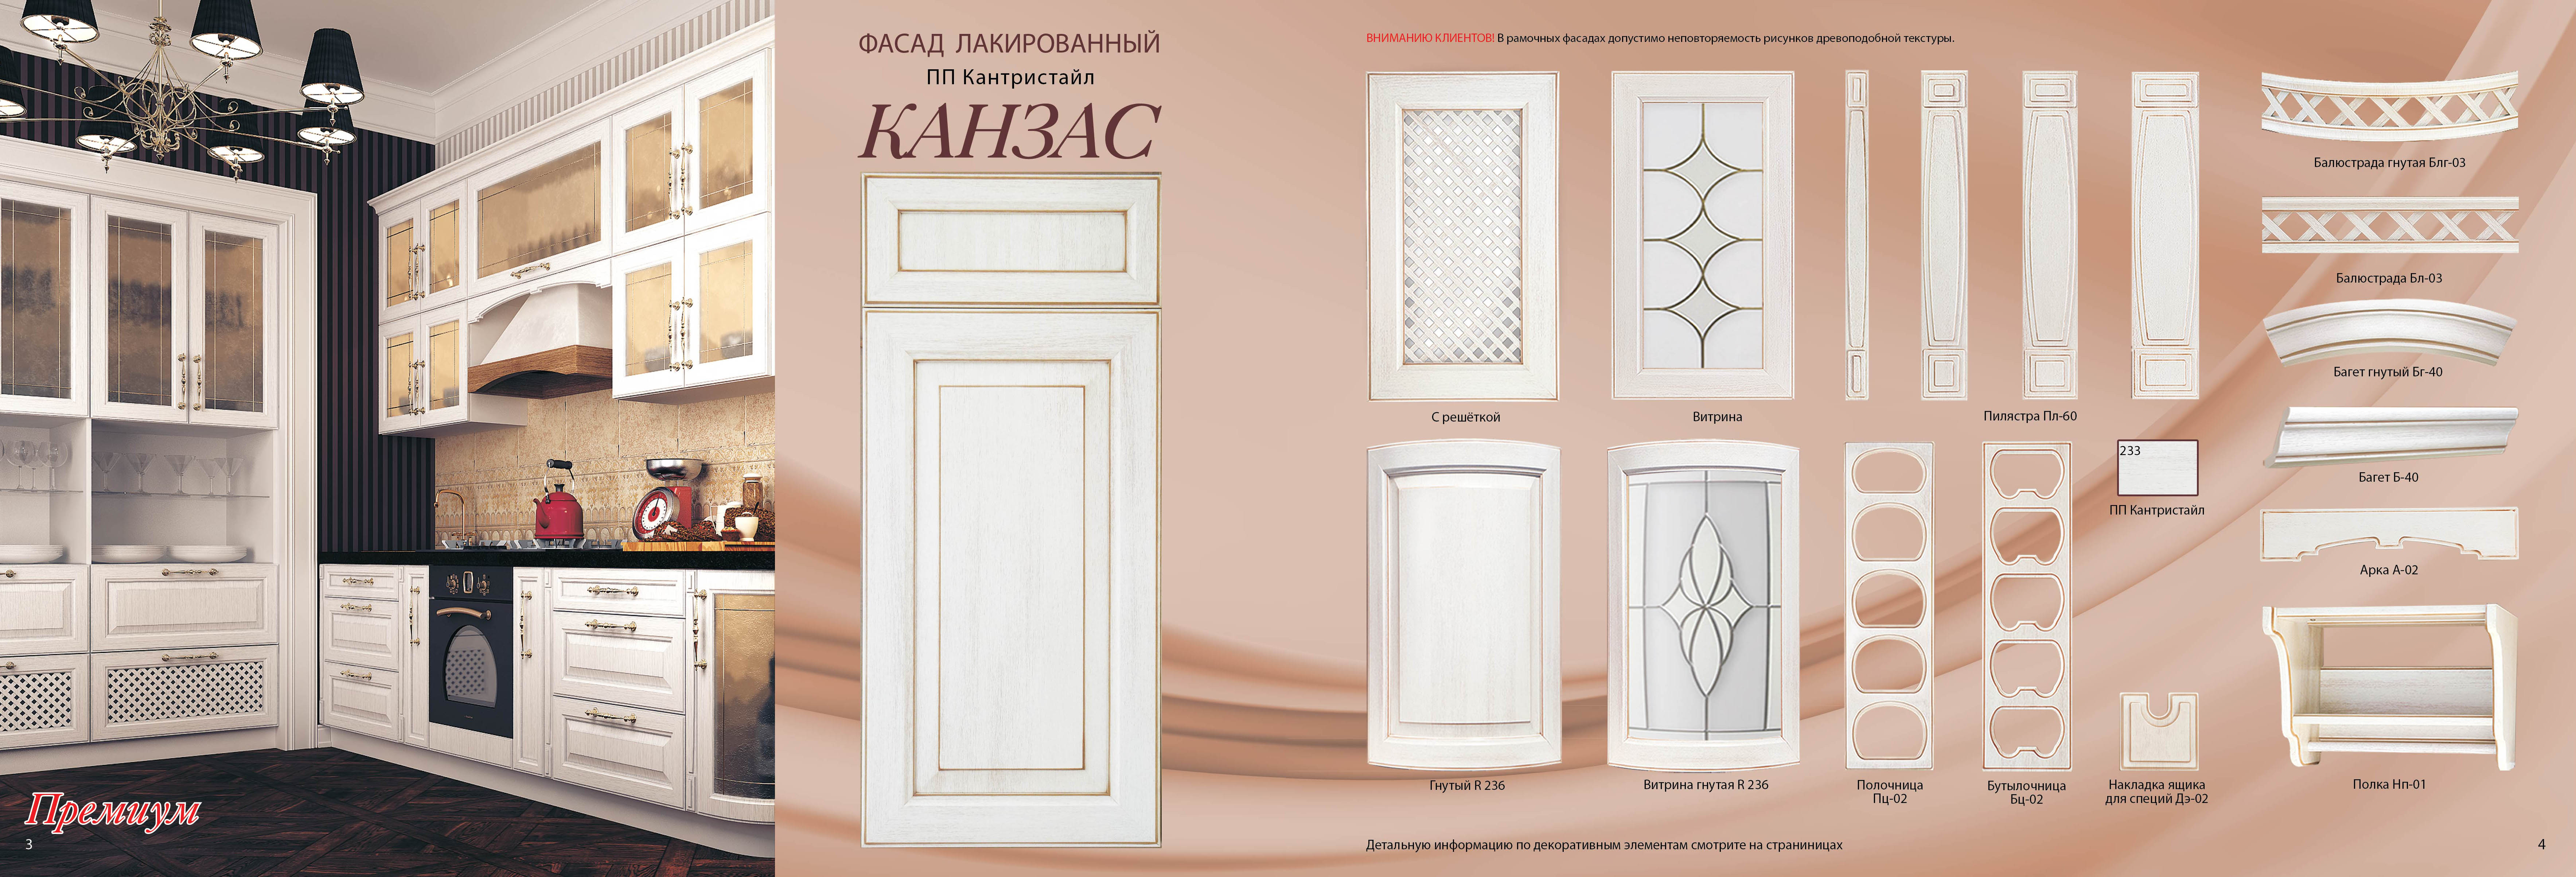 Премиум
3
ФАСАД ЛАКИРОВАННЫЙ
ПП Кантристайл
КАНЗАС
ВНИМАНИЮ КЛИЕНТОВ! В рамочных фасадах допустимо неповторяемость рисунков древоподобной текстуры.
С решёткой
Витрина
Пилястра Пл-60
Балюстрада гнутая Блг-03
Балюстрада Бл-03
Багет гнутый Бг-40
Багет Б-40
Арка А-02
Полка Нп-01
233
ПП Кантристайл
Гнутый R 236
Витрина гнутая R 236
Полочница
Пц-02
Бутылочница
Бц-02
Накладка ящика
для специй Дэ-02
Детальную информацию по декоративным элементам смотрите на страниницах
4